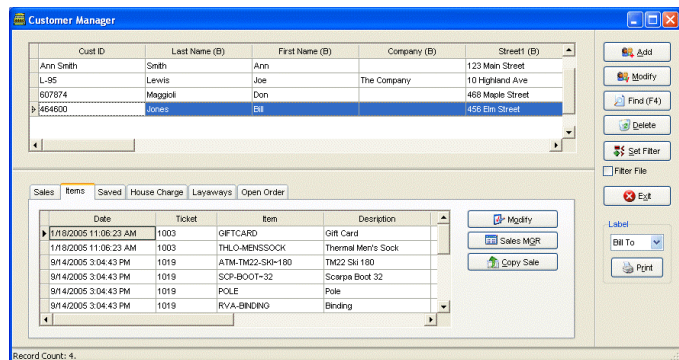 Customer Manager
Cust ID Last Name (B) First Name (B) Company (B) Street1 (B)
Ann Smith Smith Ann 123 Main Street
L-95 Lewis Joe The Company 10 Highland Ave
607874 Maggioli Don 468 Maple Street
464600 Jones Bill 456 Elm Street
Add
Modify
Find (F4)
Delete
Set Filter
Filter File
Exit
Label
Bill To
Print
Sales Items Saved House Charge Layaways Open Order
Date Ticket Item Desription
1/18/2005 11:06:23 AM 1003 GIFTCARD Gift Card
1/18/2005 11:06:23 AM 1003 THLO-MENSSOCK Thermal Men's Sock
9/14/2005 3:04:43 PM 1019 ATM-TM22-SKI~180 TM22 Ski 180
9/14/2005 3:04:43 PM 1019 SCP-BOOT~32 Scarpa Boot 32
9/14/2005 3:04:43 PM 1019 POLE Pole
9/14/2005 3:04:43 PM 1019 RVA-BINDING Binding
Modify
Sales MGR
Copy Sale
Record Count: 4.